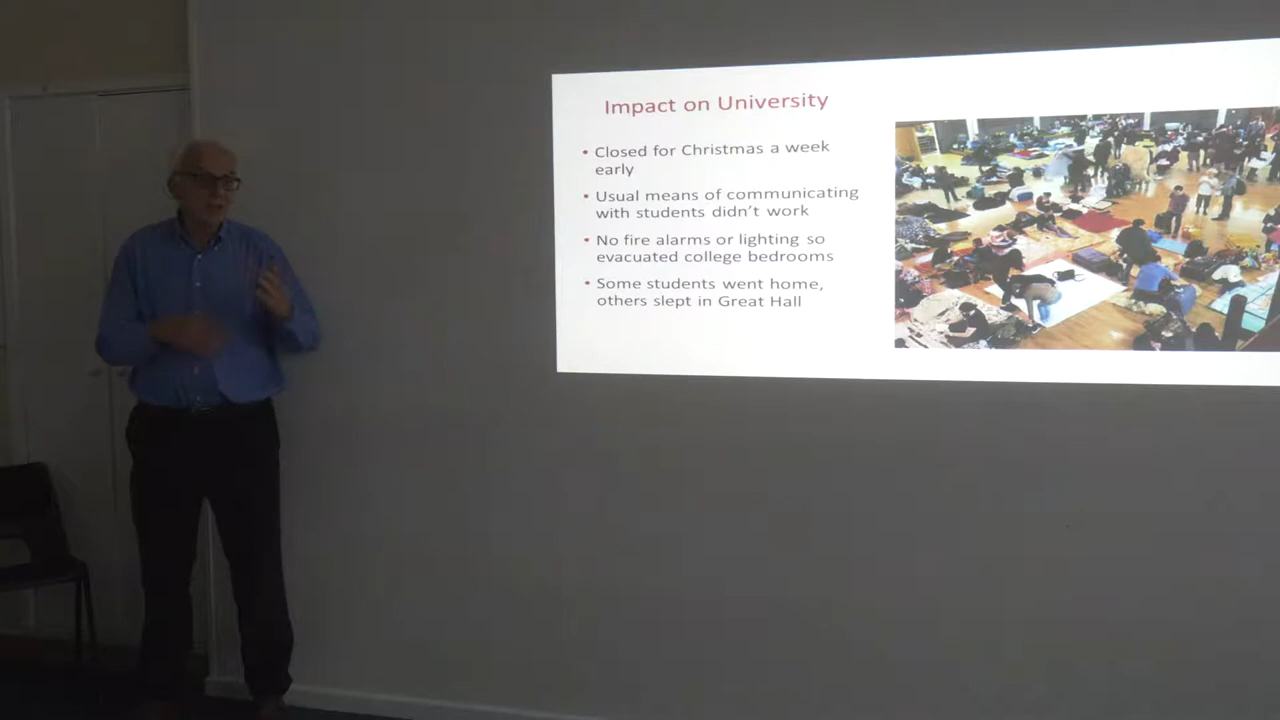 Impact on University
• Closed for Christmas a week
early
• Usual means of communicating
with students didn't work
• No fire alarms or lighting so
evacuated college bedrooms
• Some students went home,
others slept in Great Hall